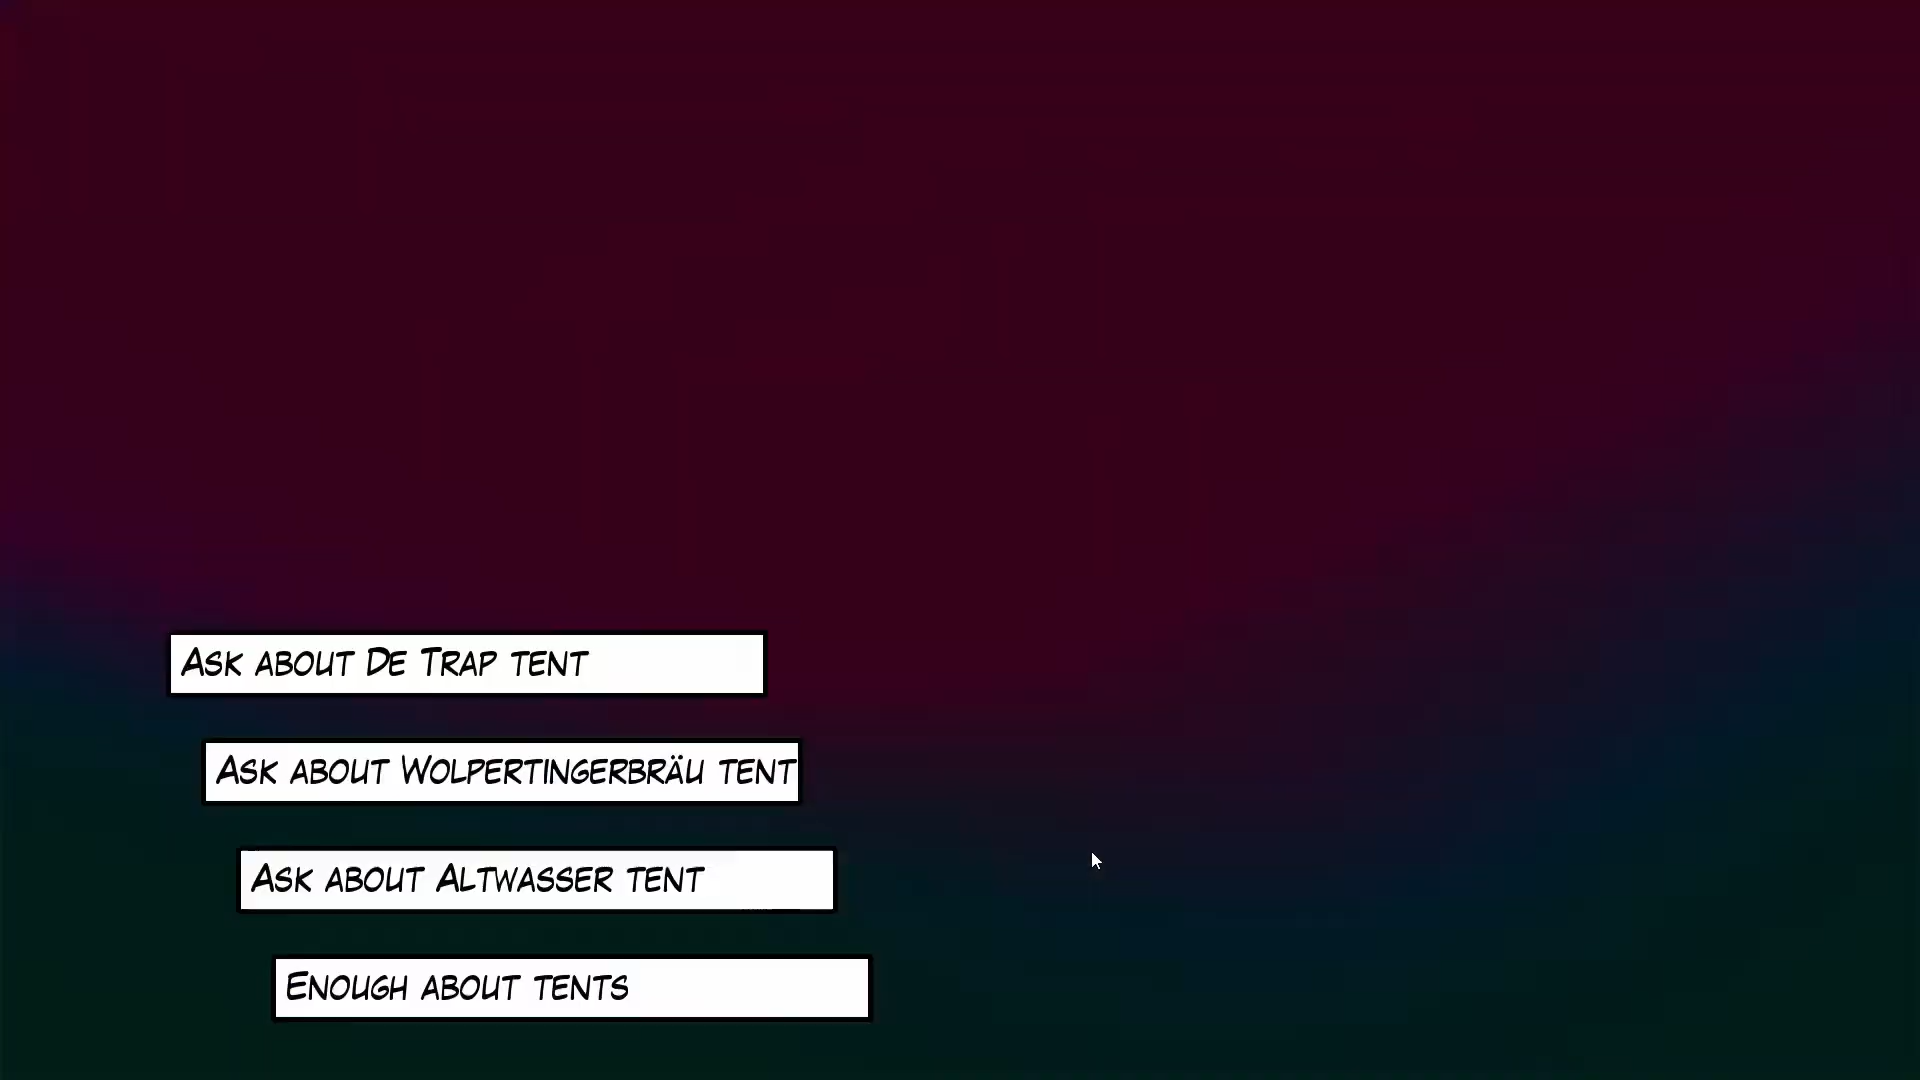 Ask about De Trap tent
Ask about Wolpertingerbräu tent
Ask about Altwasser tent
Enough about tents